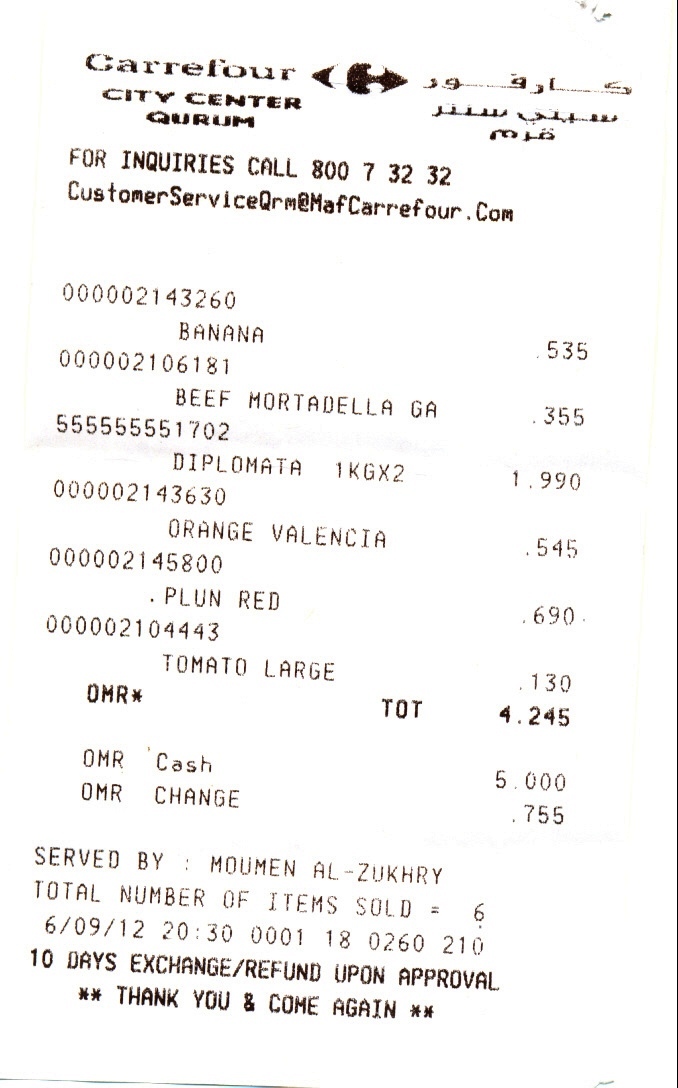 Carrefour كارفور
CITY CENTER سيتي سنتر
QURUM قرم
FOR INQUIRIES CALL 800 7 32 32
CustomerServiceQrm@MafCarrefour.Com
000002143260
BANANA .535
000002106181
BEEF MORTADELLA GA .355
555555551702
DIPLOMATA 1KGX2 1.990
000002143630
ORANGE VALENCIA .545
000002145800
.PLUN RED .690
000002104443
TOMATO LARGE .130
OMR* TOT 4.245
OMR Cash 5.000
OMR CHANGE .755
SERVED BY : MOUMEN AL-ZUKHRY
TOTAL NUMBER OF ITEMS SOLD = 6
6/09/12 20:30 0001 18 0260 210
10 DAYS EXCHANGE/REFUND UPON APPROVAL
** THANK YOU & COME AGAIN **